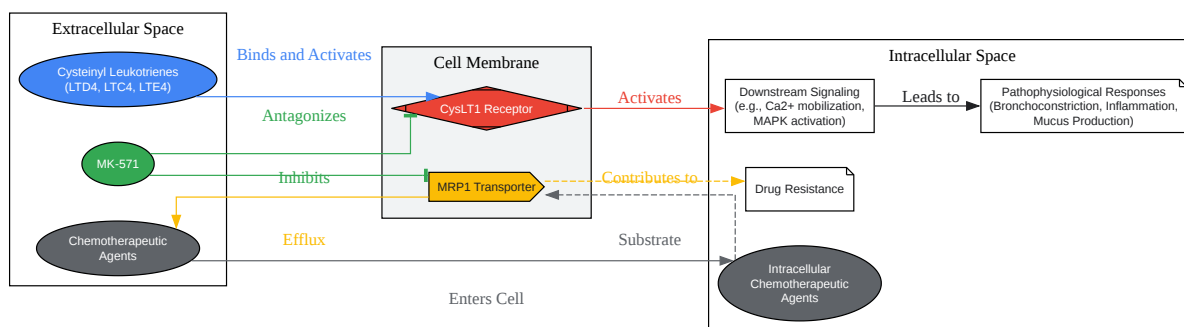 Extracellular Space
Cysteinyl Leukotrienes
(LTD4, LTC4, LTE4)
MK-571
Chemotherapeutic
Agents
Binds and Activates
Antagonizes
Inhibits
Efflux
Enters Cell
Cell Membrane
CysLT1 Receptor
MRP1 Transporter
Activates
Contributes to
Substrate
Intracellular Space
Downstream Signaling
(e.g., Ca2+ mobilization,
MAPK activation)
Leads to
Pathophysiological Responses
(Bronchoconstriction, Inflammation,
Mucus Production)
Drug Resistance
Intracellular
Chemotherapeutic
Agents